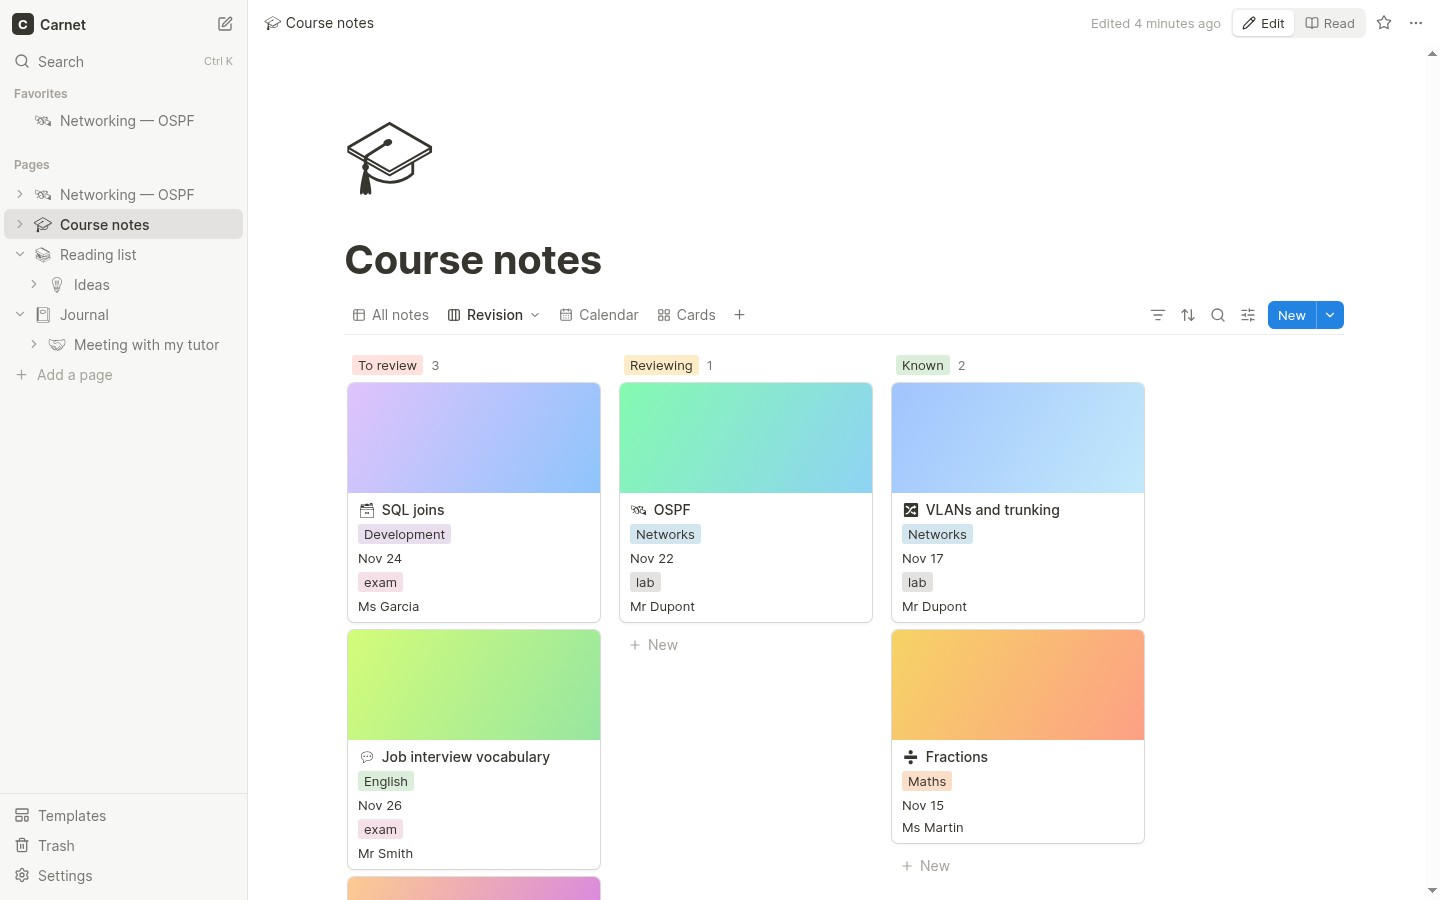 C Carnet
Search Ctrl K
Favorites
Networking — OSPF
Pages
Networking — OSPF
Course notes
Reading list
Ideas
Journal
Meeting with my tutor
Add a page
Templates
Trash
Settings
Course notes
Edited 4 minutes ago Edit Read
Course notes
All notes Revision Calendar Cards New
To review 3
SQL joins
Development
Nov 24
exam
Ms Garcia
Job interview vocabulary
English
Nov 26
exam
Mr Smith
Reviewing 1
OSPF
Networks
Nov 22
lab
Mr Dupont
New
Known 2
VLANs and trunking
Networks
Nov 17
lab
Mr Dupont
Fractions
Maths
Nov 15
Ms Martin
New